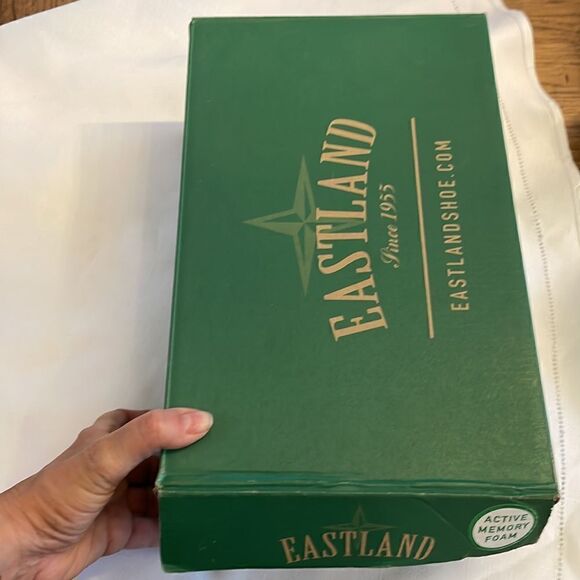 EASTLAND
Since 1955
EASTLANDSHOE.COM
EASTLAND
ACTIVE
MEMORY
FOAM